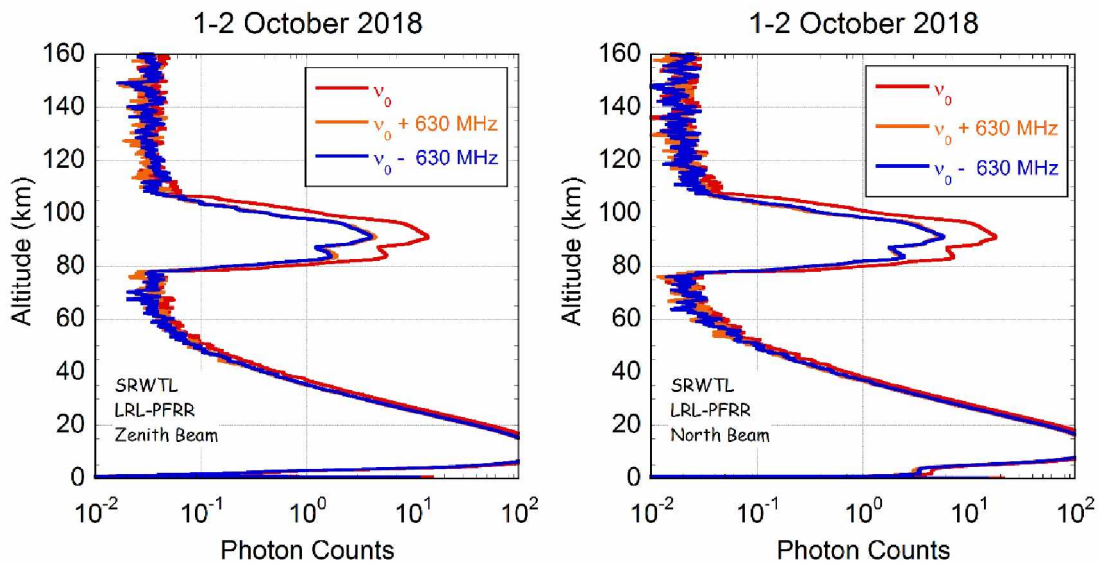 1-2 October 2018
160
140
120
100
80
60
40
20
0
Altitude (km)
ν₀
ν₀ + 630 MHz
ν₀ - 630 MHz
SRWTL
LRL-PFRR
Zenith Beam
10⁻² 10⁻¹ 10⁰ 10¹ 10²
Photon Counts
1-2 October 2018
160
140
120
100
80
60
40
20
0
Altitude (km)
ν₀
ν₀ + 630 MHz
ν₀ - 630 MHz
SRWTL
LRL-PFRR
North Beam
10⁻² 10⁻¹ 10⁰ 10¹ 10²
Photon Counts